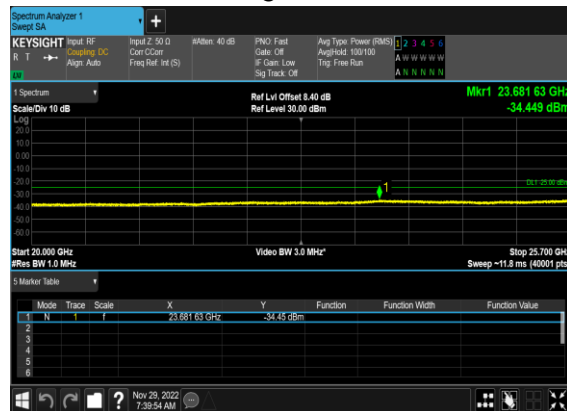 Spectrum Analyzer 1
Swept SA
+
KEYSIGHT Input: RF Input Z: 50 Ω #Atten: 40 dB PNO: Fast Avg Type: Power (RMS) 1 2 3 4 5 6
R T Coupling: DC Corr CCorr Gate: Off Avg|Hold: 100/100 A W W W W W
Align: Auto Freq Ref: Int (S) IF Gain: Low Trig: Free Run
Sig Track: Off A N N N N N
1 Spectrum Ref Lvl Offset 8.40 dB Mkr1 23.681 63 GHz
Scale/Div 10 dB Ref Level 30.00 dBm -34.449 dBm
Log
20.0
10.0
0.00
-10.0
-20.0 1
-30.0
-40.0
-50.0
-60.0
Start 20.000 GHz Video BW 3.0 MHz* Stop 25.700 GHz
#Res BW 1.0 MHz Sweep ~11.8 ms (40001 pts
5 Marker Table
Mode Trace Scale X Y Function Function Width Function Value
1 N 1 f 23.681 63 GHz -34.45 dBm
2
3
4
5
6
? Nov 29, 2022
7:39:54 AM